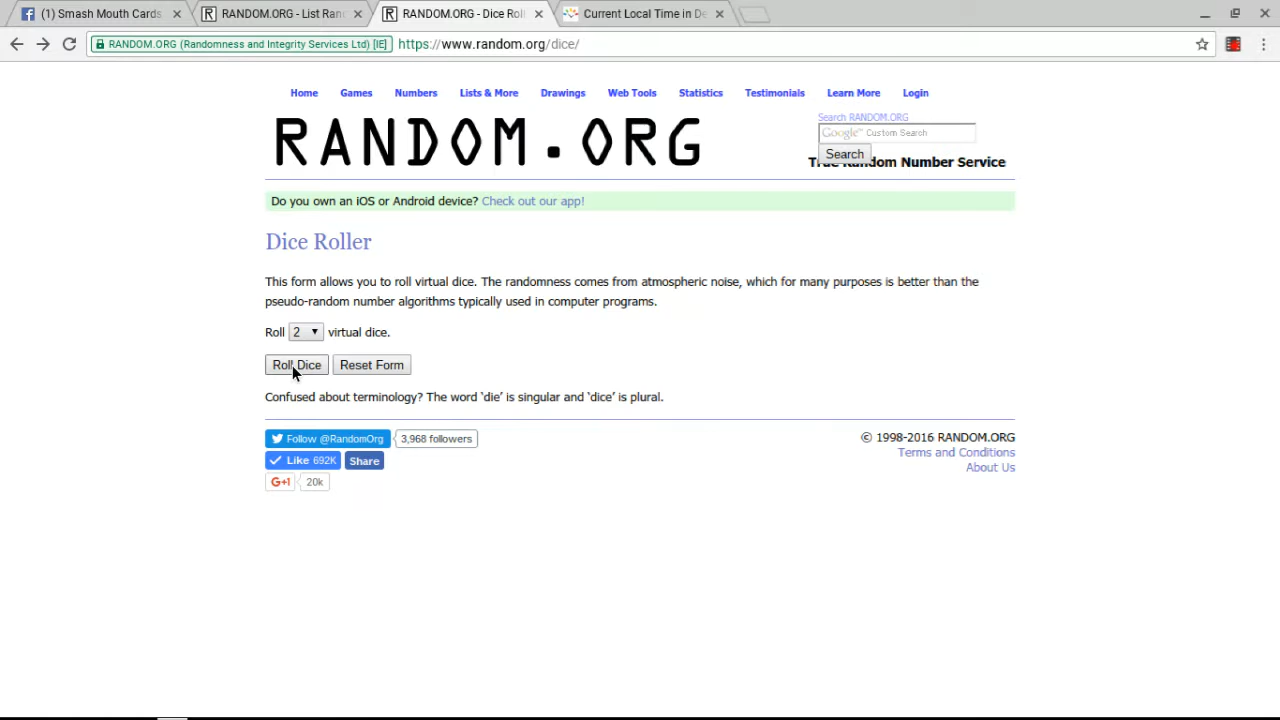 (1) Smash Mouth Cards
RANDOM.ORG - List Ran
RANDOM.ORG - Dice Roll
Current Local Time in De
RANDOM.ORG (Randomness and Integrity Services Ltd) [IE]
https://www.random.org/dice/
Home Games Numbers Lists & More Drawings Web Tools Statistics Testimonials Learn More Login
RANDOM.ORG
Search RANDOM.ORG
Google™ Custom Search
Search
True Random Number Service
Do you own an iOS or Android device? Check out our app!
Dice Roller
This form allows you to roll virtual dice. The randomness comes from atmospheric noise, which for many purposes is better than the
pseudo-random number algorithms typically used in computer programs.
Roll 2 virtual dice.
Roll Dice Reset Form
Confused about terminology? The word ‘die’ is singular and ‘dice’ is plural.
Follow @RandomOrg 3,968 followers
Like 692K Share
G+1 20k
© 1998-2016 RANDOM.ORG
Terms and Conditions
About Us